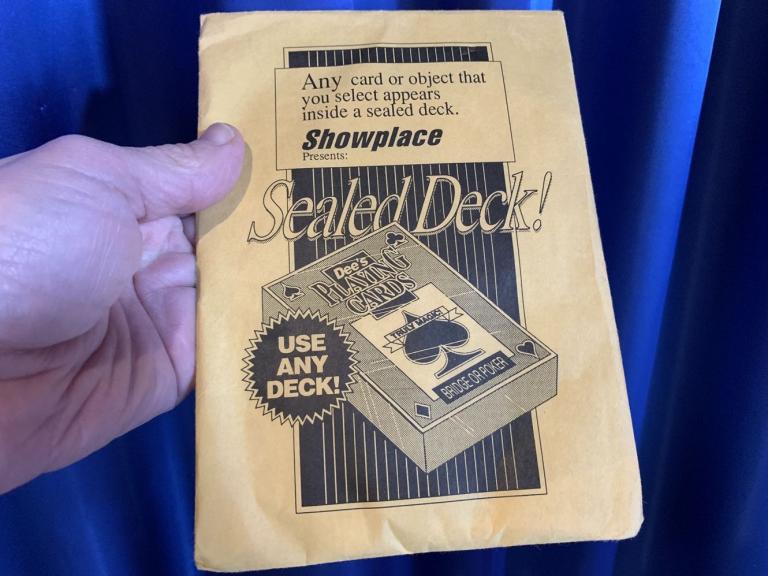 Any card or object that
you select appears
inside a sealed deck.
Showplace
Presents:
Sealed Deck!
Dee's
PLAYING
CARDS
TRULY MAGIC!
BRIDGE OR POKER
USE
ANY
DECK!